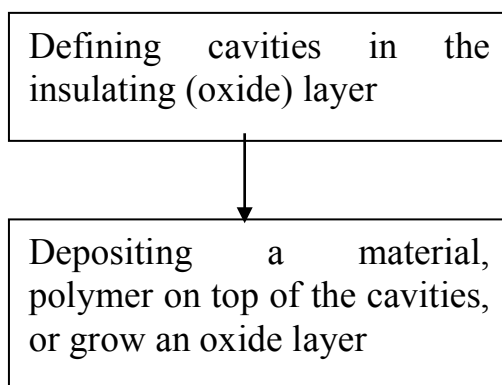 Defining cavities in the
insulating (oxide) layer
Depositing a material,
polymer on top of the cavities,
or grow an oxide layer